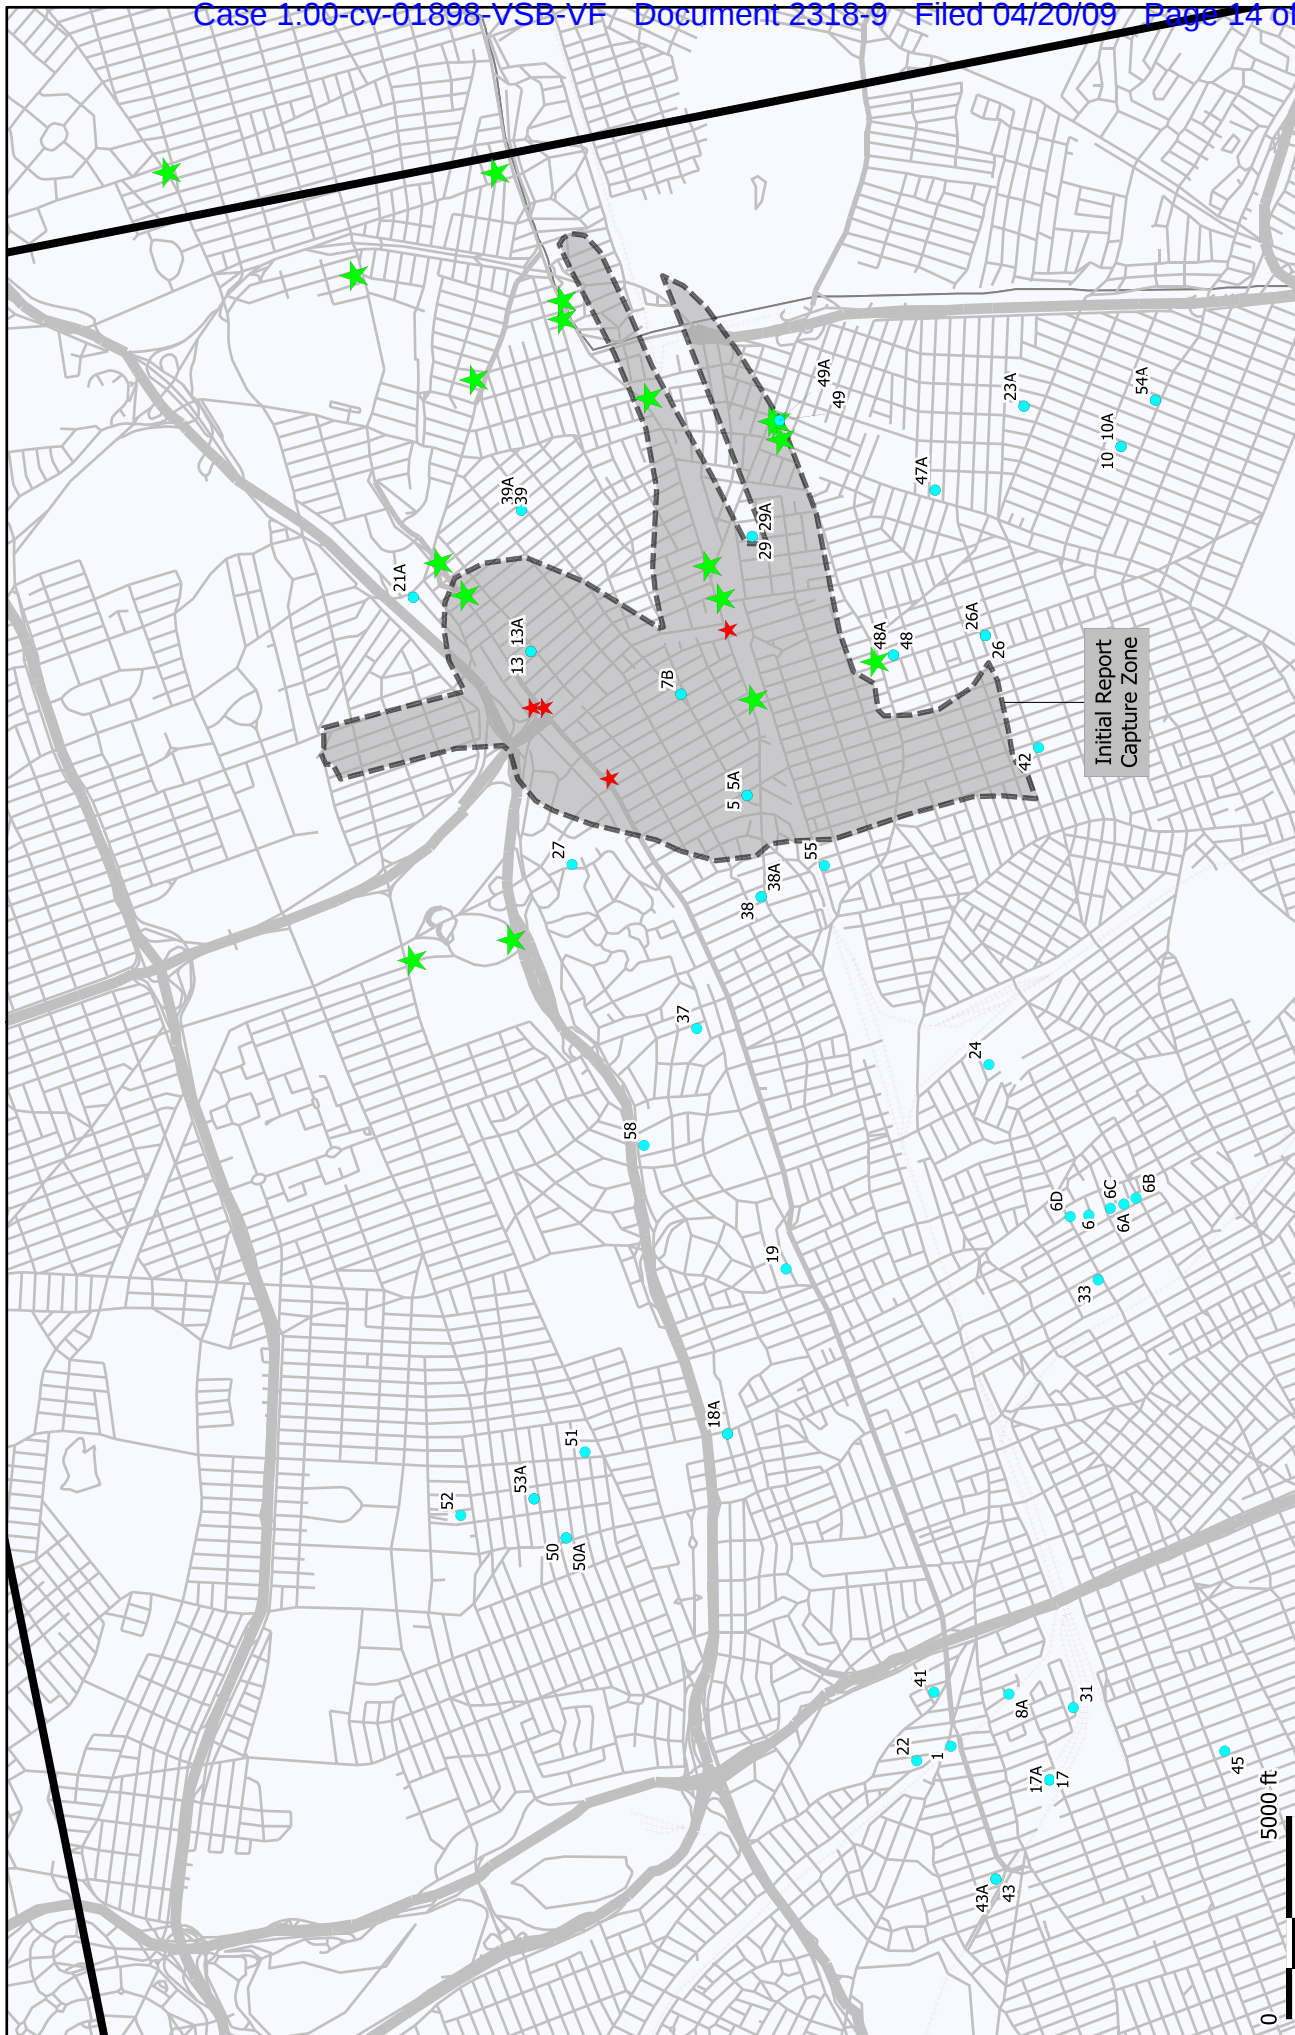 Case 1:00-cv-01898-VSB-VF Document 2318-9 Filed 04/20/09 Page 14 of
49A
49
23A
54A
10 10A
47A
39A
39
29 29A
21A
13 13A
48A
48
26A
26
7B
Initial Report
Capture Zone
42
5 5A
27
55
38
38A
37
24
58
6D
6
6C
6A
6B
19
33
18A
51
53A
52
50
50A
41
8A
31
22
1
17A
17
45
43A
43
0
5000 ft